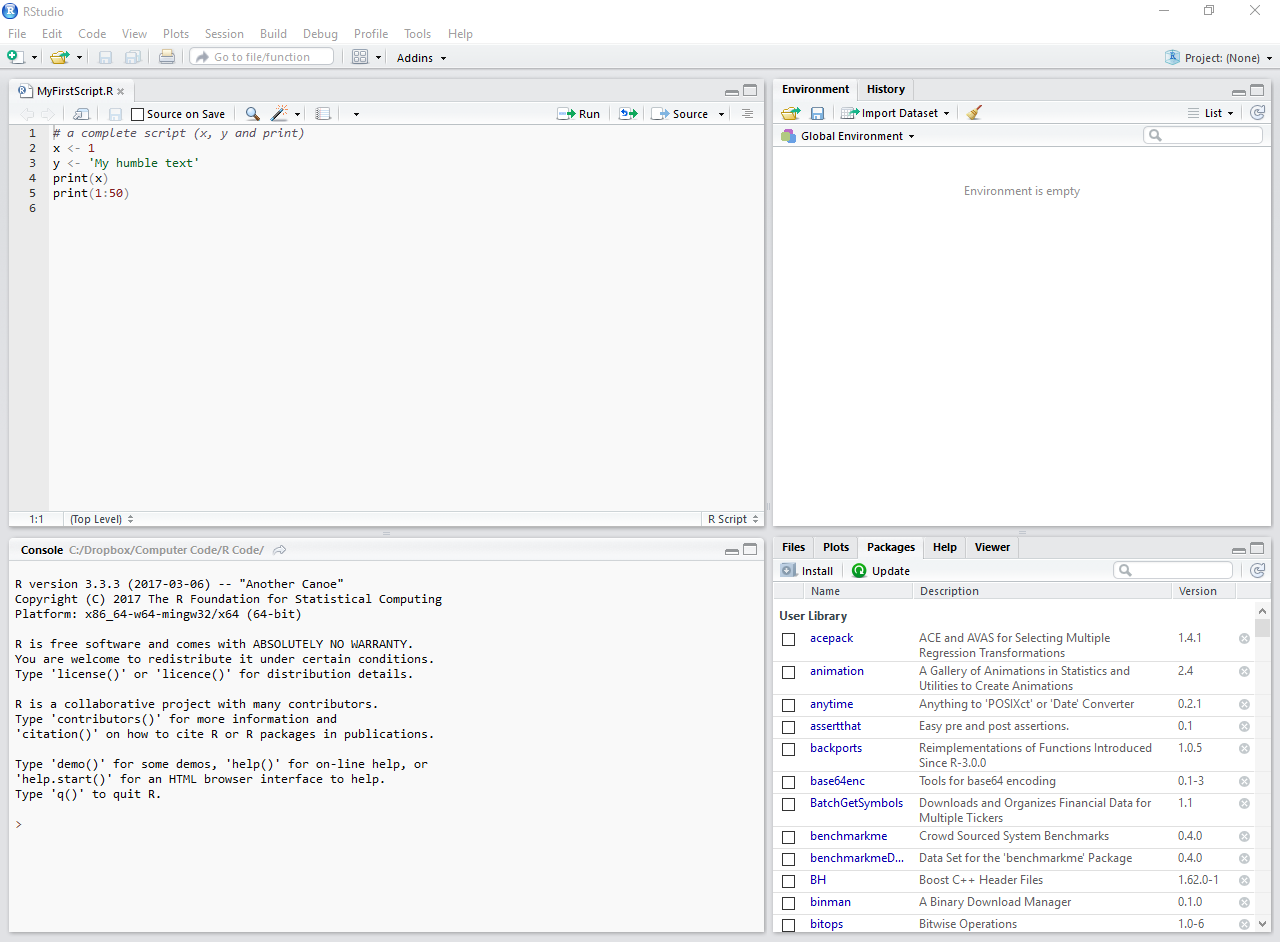 RStudio
File Edit Code View Plots Session Build Debug Profile Tools Help
Go to file/function Addins Project: (None)
MyFirstScript.R
Source on Save Run Source
1 # a complete script (x, y and print)
2 x <- 1
3 y <- 'My humble text'
4 print(x)
5 print(1:50)
6
1:1 (Top Level) R Script
Console C:/Dropbox/Computer Code/R Code/
R version 3.3.3 (2017-03-06) -- "Another Canoe"
Copyright (C) 2017 The R Foundation for Statistical Computing
Platform: x86_64-w64-mingw32/x64 (64-bit)
R is free software and comes with ABSOLUTELY NO WARRANTY.
You are welcome to redistribute it under certain conditions.
Type 'license()' or 'licence()' for distribution details.
R is a collaborative project with many contributors.
Type 'contributors()' for more information and
'citation()' on how to cite R or R packages in publications.
Type 'demo()' for some demos, 'help()' for on-line help, or
'help.start()' for an HTML browser interface to help.
Type 'q()' to quit R.
>
Environment History
Import Dataset List
Global Environment
Environment is empty
Files Plots Packages Help Viewer
Install Update
Name Description Version
User Library
acepack ACE and AVAS for Selecting Multiple 1.4.1
Regression Transformations
animation A Gallery of Animations in Statistics and 2.4
Utilities to Create Animations
anytime Anything to 'POSIXct' or 'Date' Converter 0.2.1
assertthat Easy pre and post assertions. 0.1
backports Reimplementations of Functions Introduced 1.0.5
Since R-3.0.0
base64enc Tools for base64 encoding 0.1-3
BatchGetSymbols Downloads and Organizes Financial Data for 1.1
Multiple Tickers
benchmarkme Crowd Sourced System Benchmarks 0.4.0
benchmarkmeD... Data Set for the 'benchmarkme' Package 0.4.0
BH Boost C++ Header Files 1.62.0-1
binman A Binary Download Manager 0.1.0
bitops Bitwise Operations 1.0-6